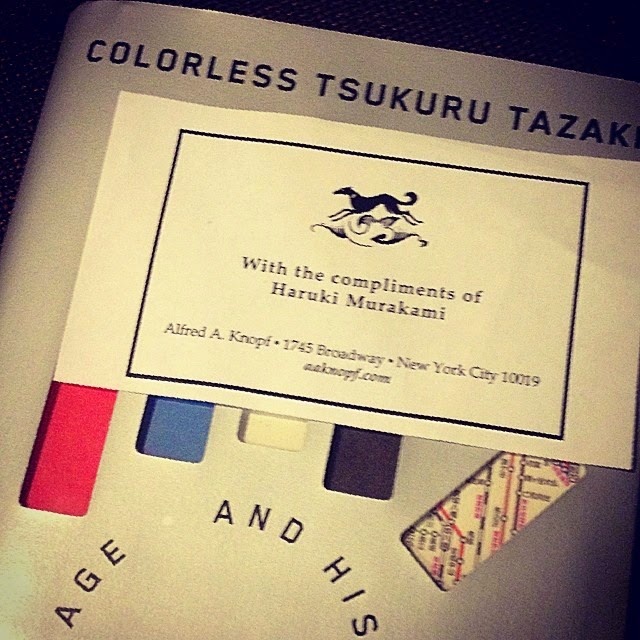 COLORLESS TSUKURU TAZAKI
With the compliments of
Haruki Murakami
Alfred A. Knopf • 1745 Broadway • New York City 10019
aaknopf.com
AND HIS
AGE